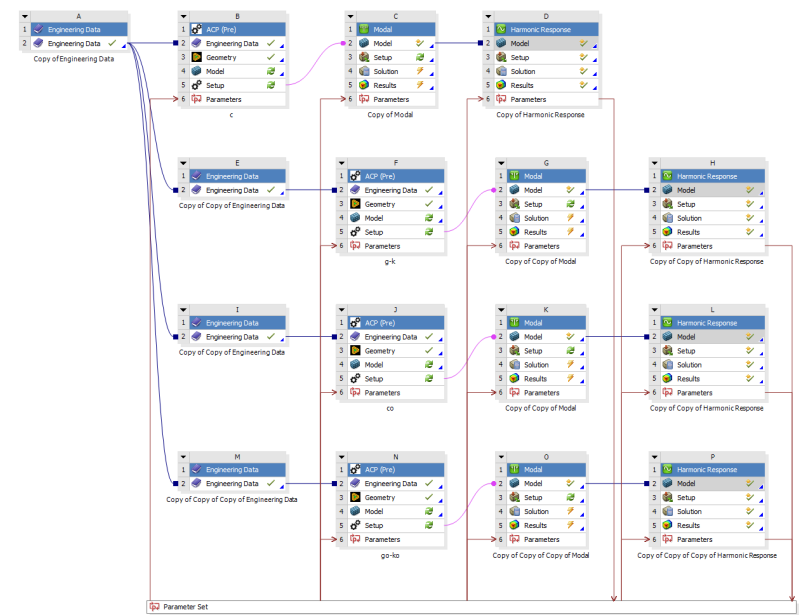 A
1 Engineering Data
2 Engineering Data
Copy of Engineering Data
B
1 ACP (Pre)
2 Engineering Data
3 Geometry
4 Model
5 Setup
6 Parameters
c
C
1 Modal
2 Model
3 Setup
4 Solution
5 Results
6 Parameters
Copy of Modal
D
1 Harmonic Response
2 Model
3 Setup
4 Solution
5 Results
6 Parameters
Copy of Harmonic Response
E
1 Engineering Data
2 Engineering Data
Copy of Copy of Engineering Data
F
1 ACP (Pre)
2 Engineering Data
3 Geometry
4 Model
5 Setup
6 Parameters
g-k
G
1 Modal
2 Model
3 Setup
4 Solution
5 Results
6 Parameters
Copy of Copy of Modal
H
1 Harmonic Response
2 Model
3 Setup
4 Solution
5 Results
6 Parameters
Copy of Copy of Harmonic Response
I
1 Engineering Data
2 Engineering Data
Copy of Copy of Engineering Data
J
1 ACP (Pre)
2 Engineering Data
3 Geometry
4 Model
5 Setup
6 Parameters
co
K
1 Modal
2 Model
3 Setup
4 Solution
5 Results
6 Parameters
Copy of Copy of Modal
L
1 Harmonic Response
2 Model
3 Setup
4 Solution
5 Results
6 Parameters
Copy of Copy of Harmonic Response
M
1 Engineering Data
2 Engineering Data
Copy of Copy of Copy of Engineering Data
N
1 ACP (Pre)
2 Engineering Data
3 Geometry
4 Model
5 Setup
6 Parameters
go-ko
O
1 Modal
2 Model
3 Setup
4 Solution
5 Results
6 Parameters
Copy of Copy of Copy of Modal
P
1 Harmonic Response
2 Model
3 Setup
4 Solution
5 Results
6 Parameters
Copy of Copy of Copy of Harmonic Response
Parameter Set